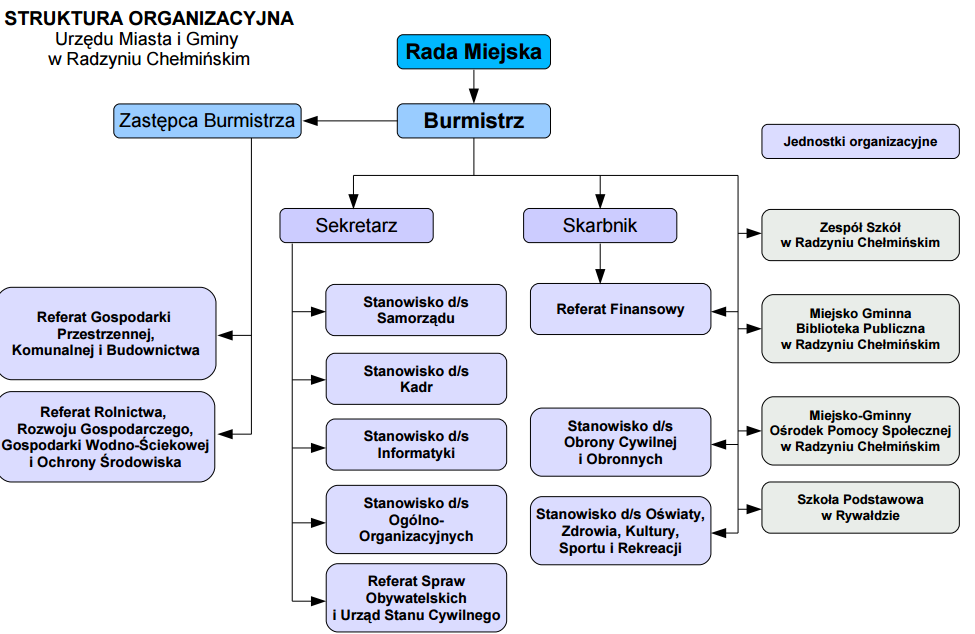 STRUKTURA ORGANIZACYJNA
Urzędu Miasta i Gminy
w Radzyniu Chełmińskim
Rada Miejska
Zastępca Burmistrza
Burmistrz
Jednostki organizacyjne
Sekretarz
Skarbnik
Zespół Szkół
w Radzyniu Chełmińskim
Referat Gospodarki
Przestrzennej,
Komunalnej i Budownictwa
Stanowisko d/s
Samorządu
Referat Finansowy
Miejsko Gminna
Biblioteka Publiczna
w Radzyniu Chełmińskim
Stanowisko d/s
Kadr
Referat Rolnictwa,
Rozwoju Gospodarczego,
Gospodarki Wodno-Ściekowej
i Ochrony Środowiska
Stanowisko d/s
Informatyki
Stanowisko d/s
Obrony Cywilnej
i Obronnych
Miejsko-Gminny
Ośrodek Pomocy Społecznej
w Radzyniu Chełmińskim
Stanowisko d/s
Ogólno-
Organizacyjnych
Stanowisko d/s Oświaty,
Zdrowia, Kultury,
Sportu i Rekreacji
Szkoła Podstawowa
w Rywałdzie
Referat Spraw
Obywatelskich
i Urząd Stanu Cywilnego